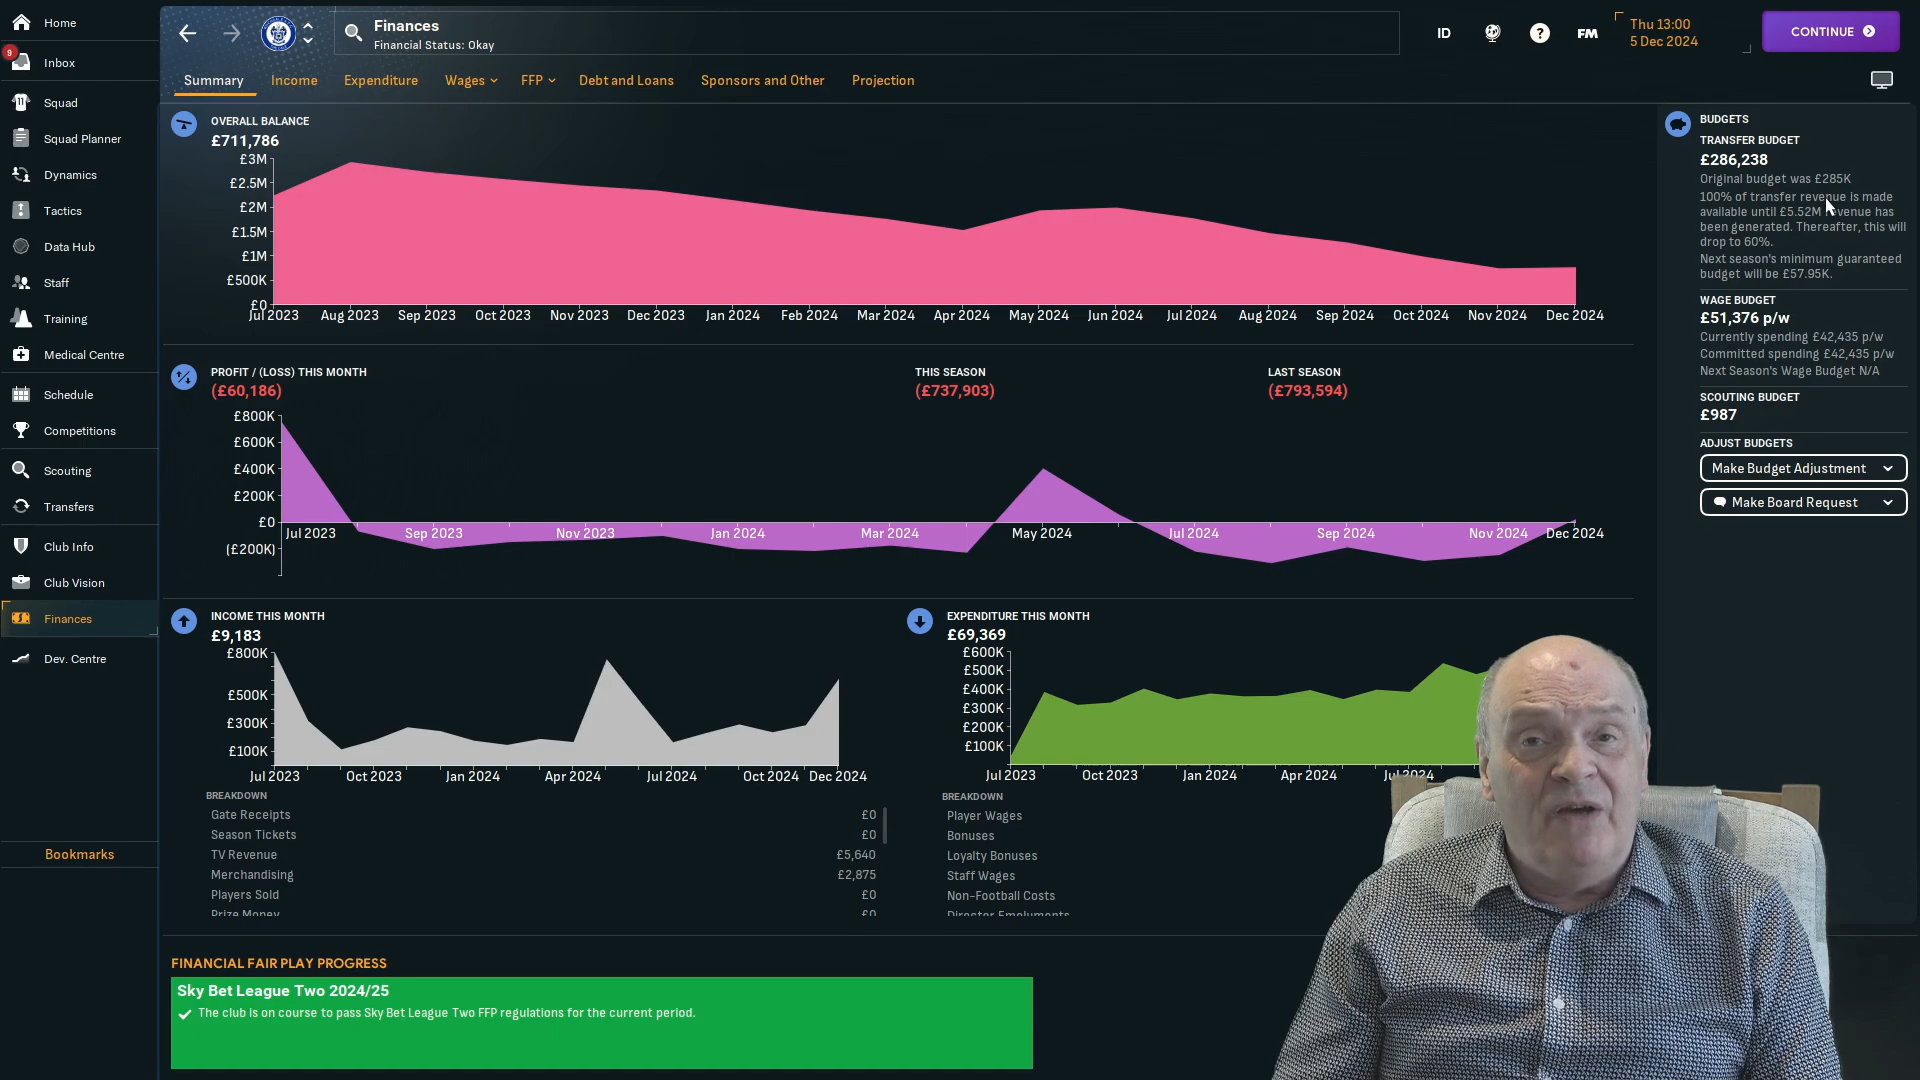 Home
9
Inbox
Squad
Squad Planner
Dynamics
Tactics
Data Hub
Staff
Training
Medical Centre
Schedule
Competitions
Scouting
Transfers
Club Info
Club Vision
Finances
Dev. Centre
Bookmarks
Finances
Financial Status: Okay
ID
?
FM
Thu 13:00
5 Dec 2024
CONTINUE
Summary
Income
Expenditure
Wages
FFP
Debt and Loans
Sponsors and Other
Projection
OVERALL BALANCE
£711,786
£3M
£2.5M
£2M
£1.5M
£1M
£500K
£0
Jul 2023 Aug 2023 Sep 2023 Oct 2023 Nov 2023 Dec 2023 Jan 2024 Feb 2024 Mar 2024 Apr 2024 May 2024 Jun 2024 Jul 2024 Aug 2024 Sep 2024 Oct 2024 Nov 2024 Dec 2024
PROFIT / (LOSS) THIS MONTH
(£60,186)
THIS SEASON
(£737,903)
LAST SEASON
(£793,594)
£800K
£600K
£400K
£200K
£0
(£200K)
Jul 2023 Sep 2023 Nov 2023 Jan 2024 Mar 2024 May 2024 Jul 2024 Sep 2024 Nov 2024 Dec 2024
INCOME THIS MONTH
£9,183
£800K
£500K
£300K
£100K
Jul 2023 Oct 2023 Jan 2024 Apr 2024 Jul 2024 Oct 2024 Dec 2024
BREAKDOWN
Gate Receipts £0
Season Tickets £0
TV Revenue £5,640
Merchandising £2,875
Players Sold £0
Prize Money £0
EXPENDITURE THIS MONTH
£69,369
£600K
£500K
£400K
£300K
£200K
£100K
Jul 2023 Oct 2023 Jan 2024 Apr 2024 Jul 2024
BREAKDOWN
Player Wages
Bonuses
Loyalty Bonuses
Staff Wages
Non-Football Costs
Director Emoluments
FINANCIAL FAIR PLAY PROGRESS
Sky Bet League Two 2024/25
The club is on course to pass Sky Bet League Two FFP regulations for the current period.
BUDGETS
TRANSFER BUDGET
£286,238
Original budget was £285K
100% of transfer revenue is made
available until £5.52M revenue has
been generated. Thereafter, this will
drop to 60%.
Next season's minimum guaranteed
budget will be £57.95K.
WAGE BUDGET
£51,376 p/w
Currently spending £42,435 p/w
Committed spending £42,435 p/w
Next Season's Wage Budget N/A
SCOUTING BUDGET
£987
ADJUST BUDGETS
Make Budget Adjustment
Make Board Request